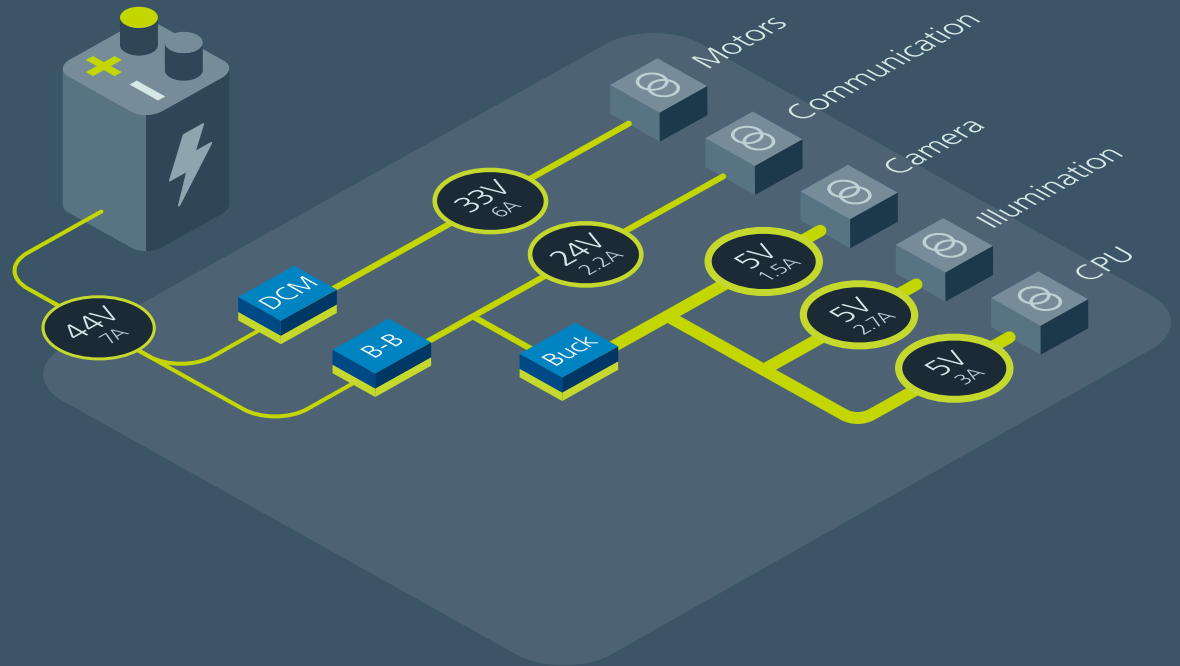 Motors
Communication
Camera
Illumination
CPU
33V
6A
24V
2.2A
5V
1.5A
5V
2.7A
5V
3A
44V
7A
DCM
B-B
Buck